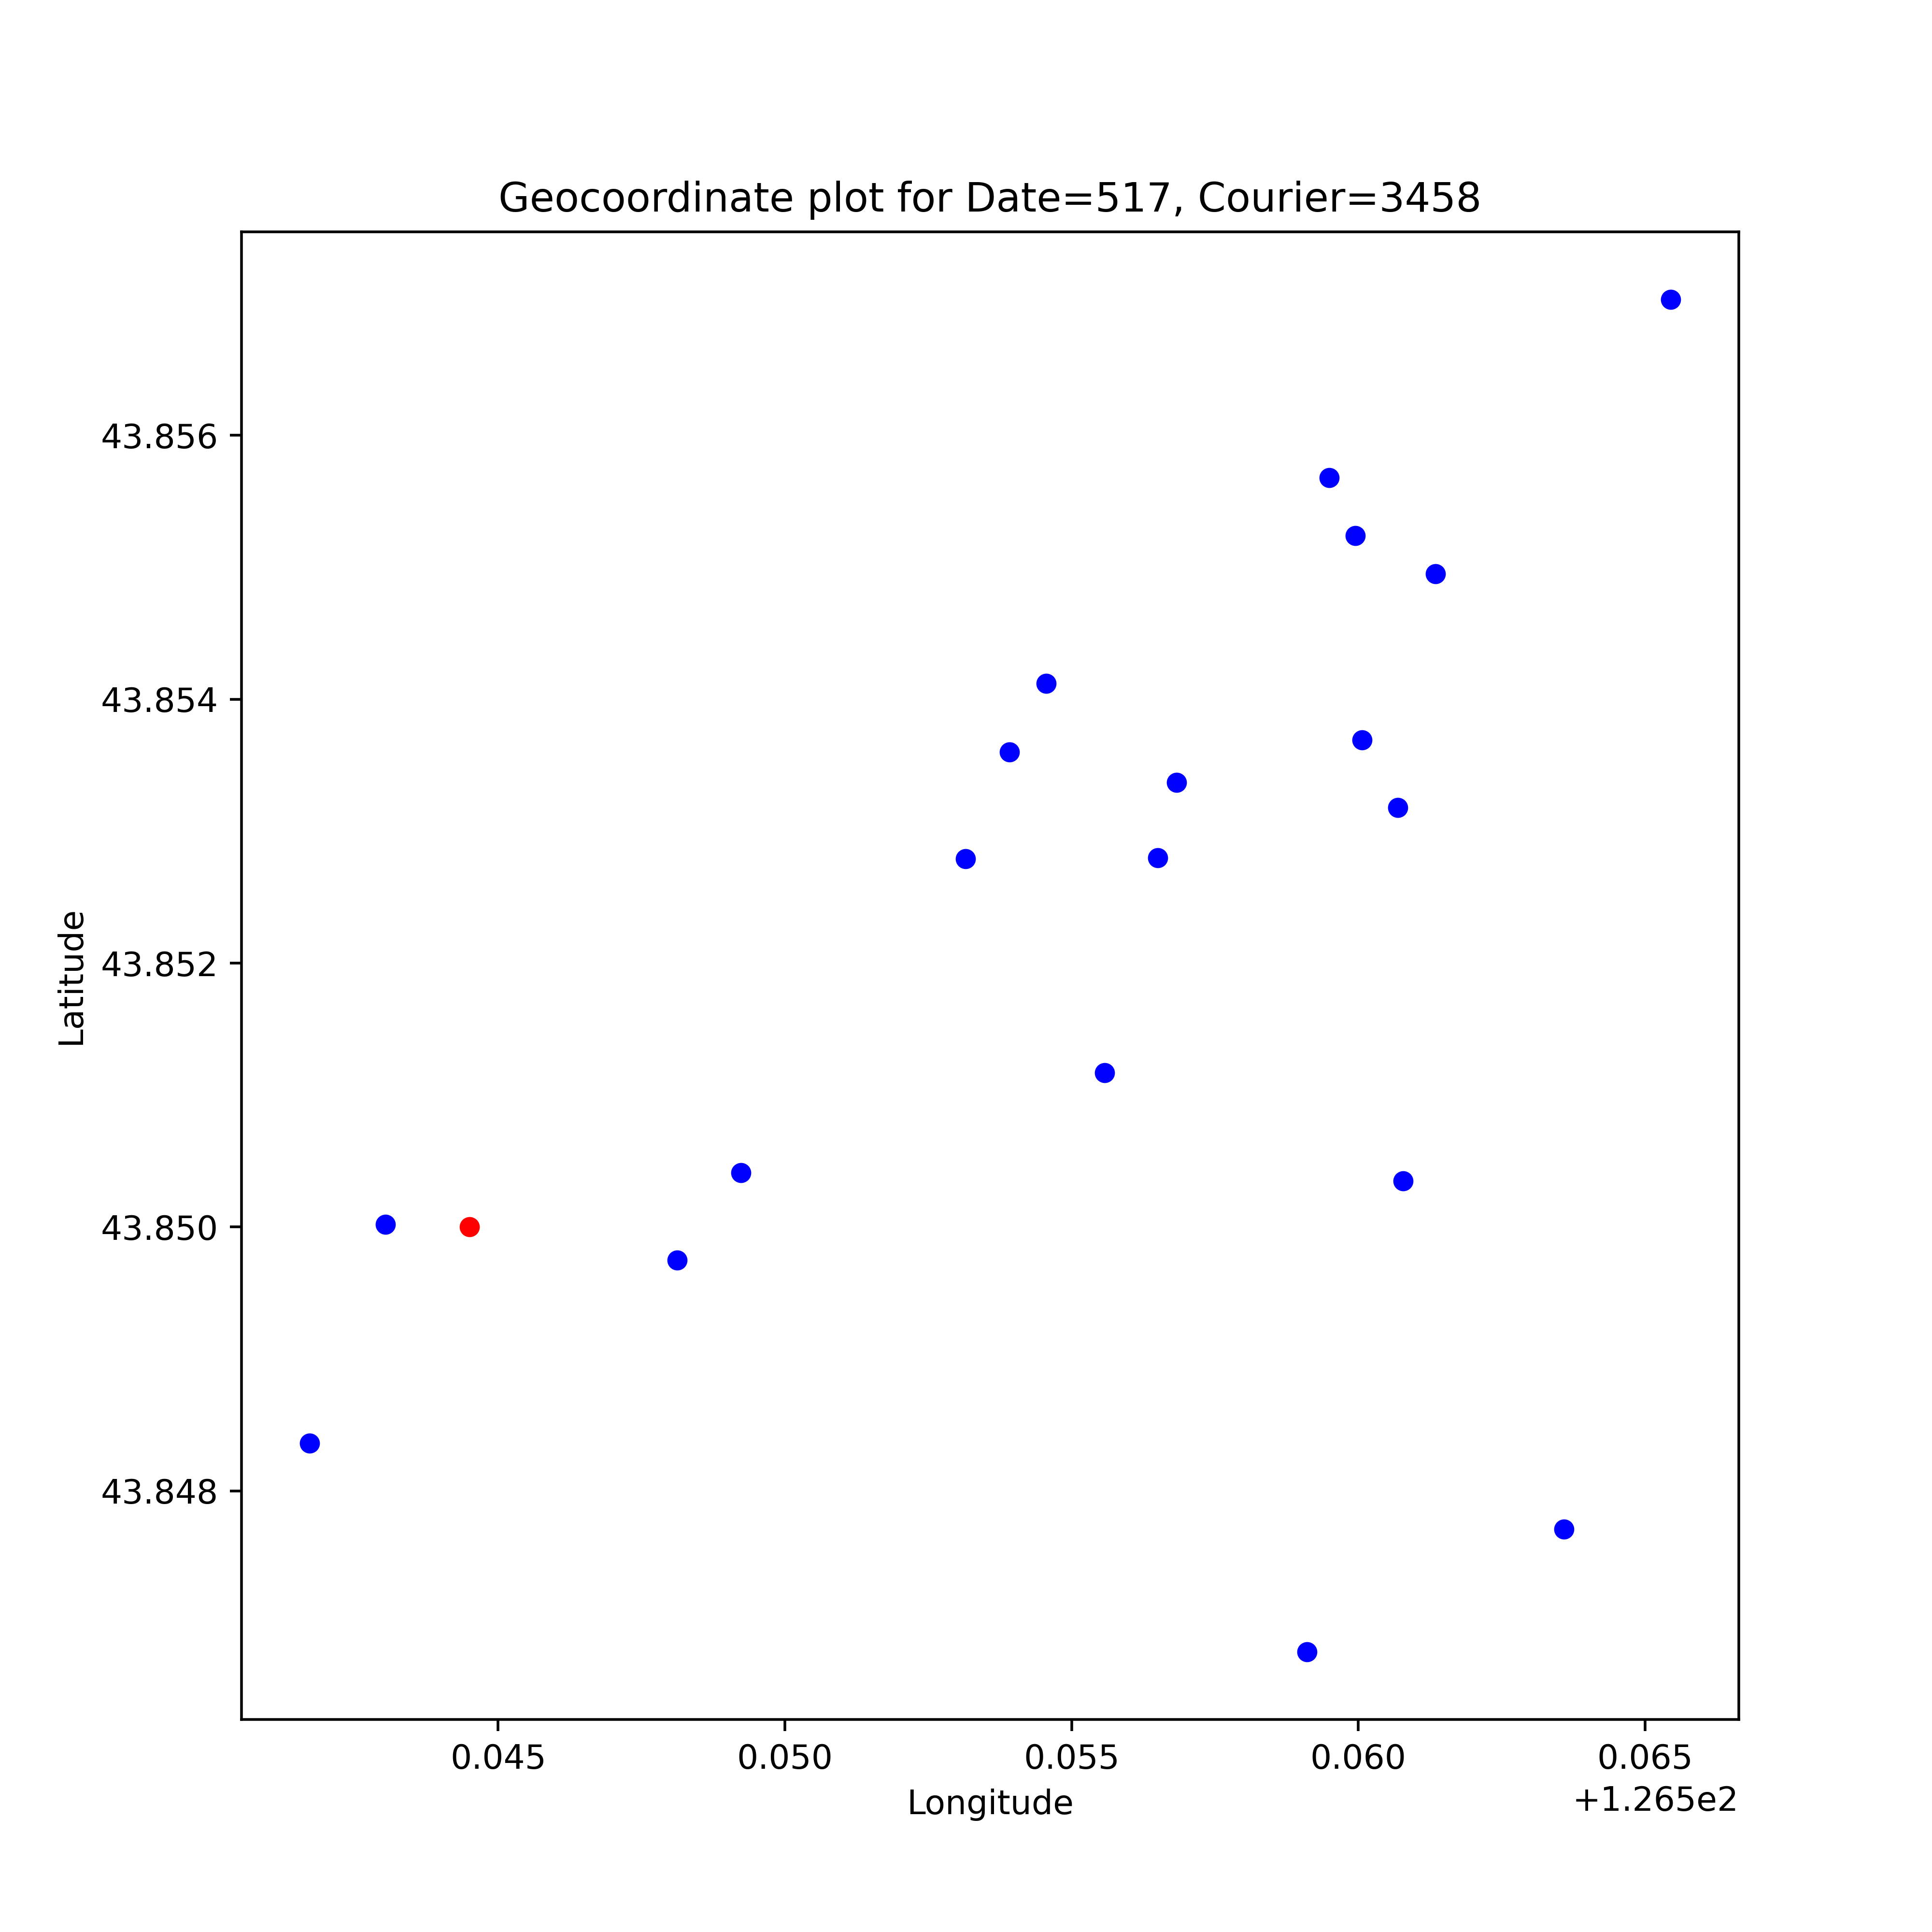 Geocoordinate plot for Date=517, Courier=3458
43.856
43.854
43.852
43.850
43.848
Latitude
0.045
0.050
0.055
0.060
0.065
+1.265e2
Longitude